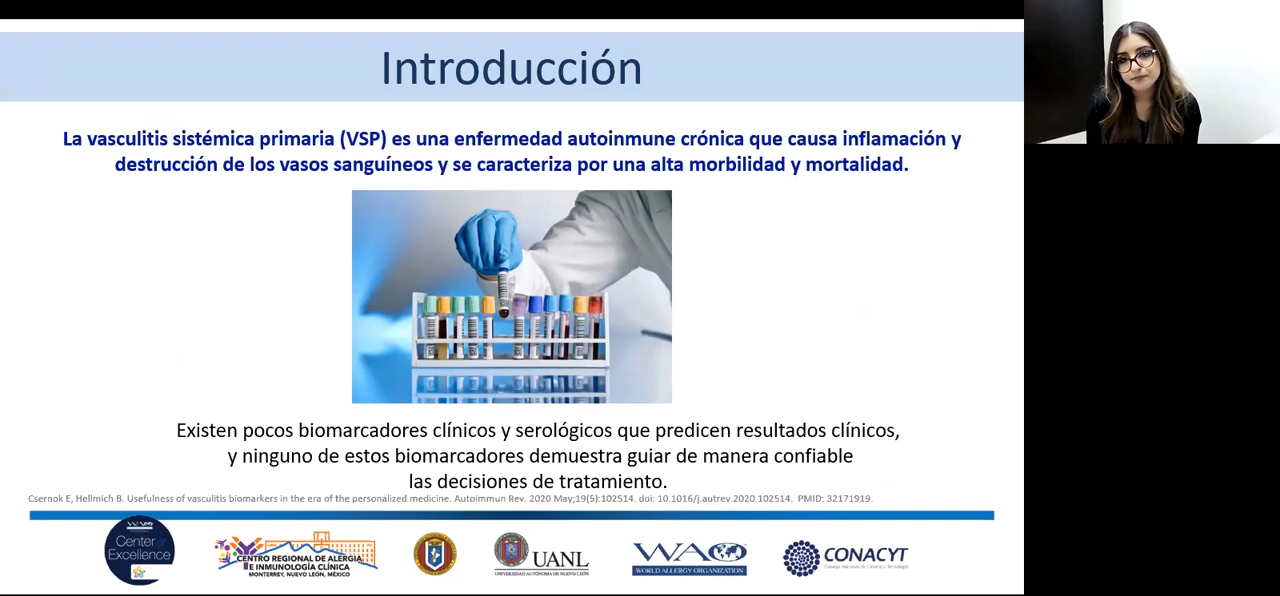 Introducción
La vasculitis sistémica primaria (VSP) es una enfermedad autoinmune crónica que causa inflamación y
destrucción de los vasos sanguíneos y se caracteriza por una alta morbilidad y mortalidad.
Existen pocos biomarcadores clínicos y serológicos que predicen resultados clínicos,
y ninguno de estos biomarcadores demuestra guiar de manera confiable
las decisiones de tratamiento.
Csernok E, Hellmich B. Usefulness of vasculitis biomarkers in the era of the personalized medicine. Autoimmun Rev. 2020 May;19(5):102514. doi: 10.1016/j.autrev.2020.102514. PMID: 32171919.
Center of
Excellence
CENTRO REGIONAL DE ALERGIA
E INMUNOLOGÍA CLÍNICA
MONTERREY, NUEVO LEÓN, MÉXICO
UANL
UNIVERSIDAD AUTÓNOMA DE NUEVO LEÓN
WAO
WORLD ALLERGY ORGANIZATION
CONACYT
Consejo Nacional de Ciencia y Tecnología